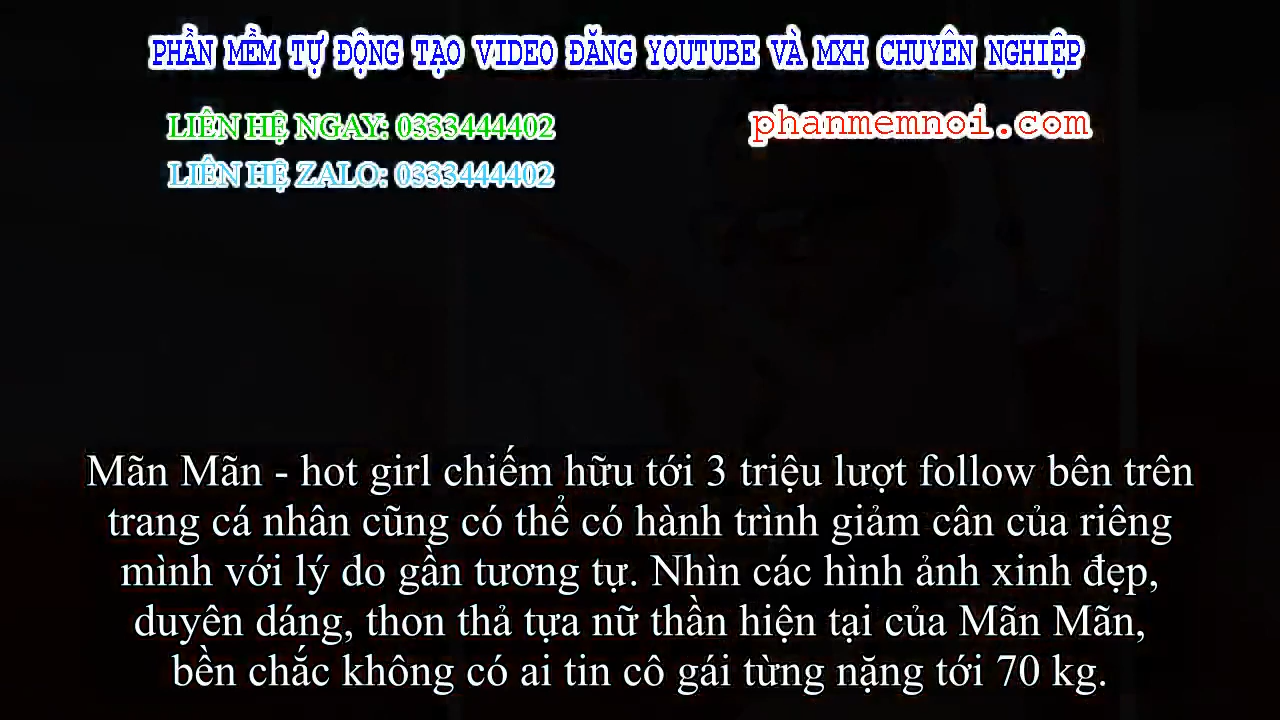 PHẦN MỀM TỰ ĐỘNG TẠO VIDEO ĐĂNG YOUTUBE VÀ MXH CHUYÊN NGHIỆP
LIÊN HỆ NGAY: 0333444402
phanmemnoi.com
LIÊN HỆ ZALO: 0333444402
Mãn Mãn - hot girl chiếm hữu tới 3 triệu lượt follow bên trên
trang cá nhân cũng có thể có hành trình giảm cân của riêng
mình với lý do gần tương tự. Nhìn các hình ảnh xinh đẹp,
duyên dáng, thon thả tựa nữ thần hiện tại của Mãn Mãn,
bền chắc không có ai tin cô gái từng nặng tới 70 kg.